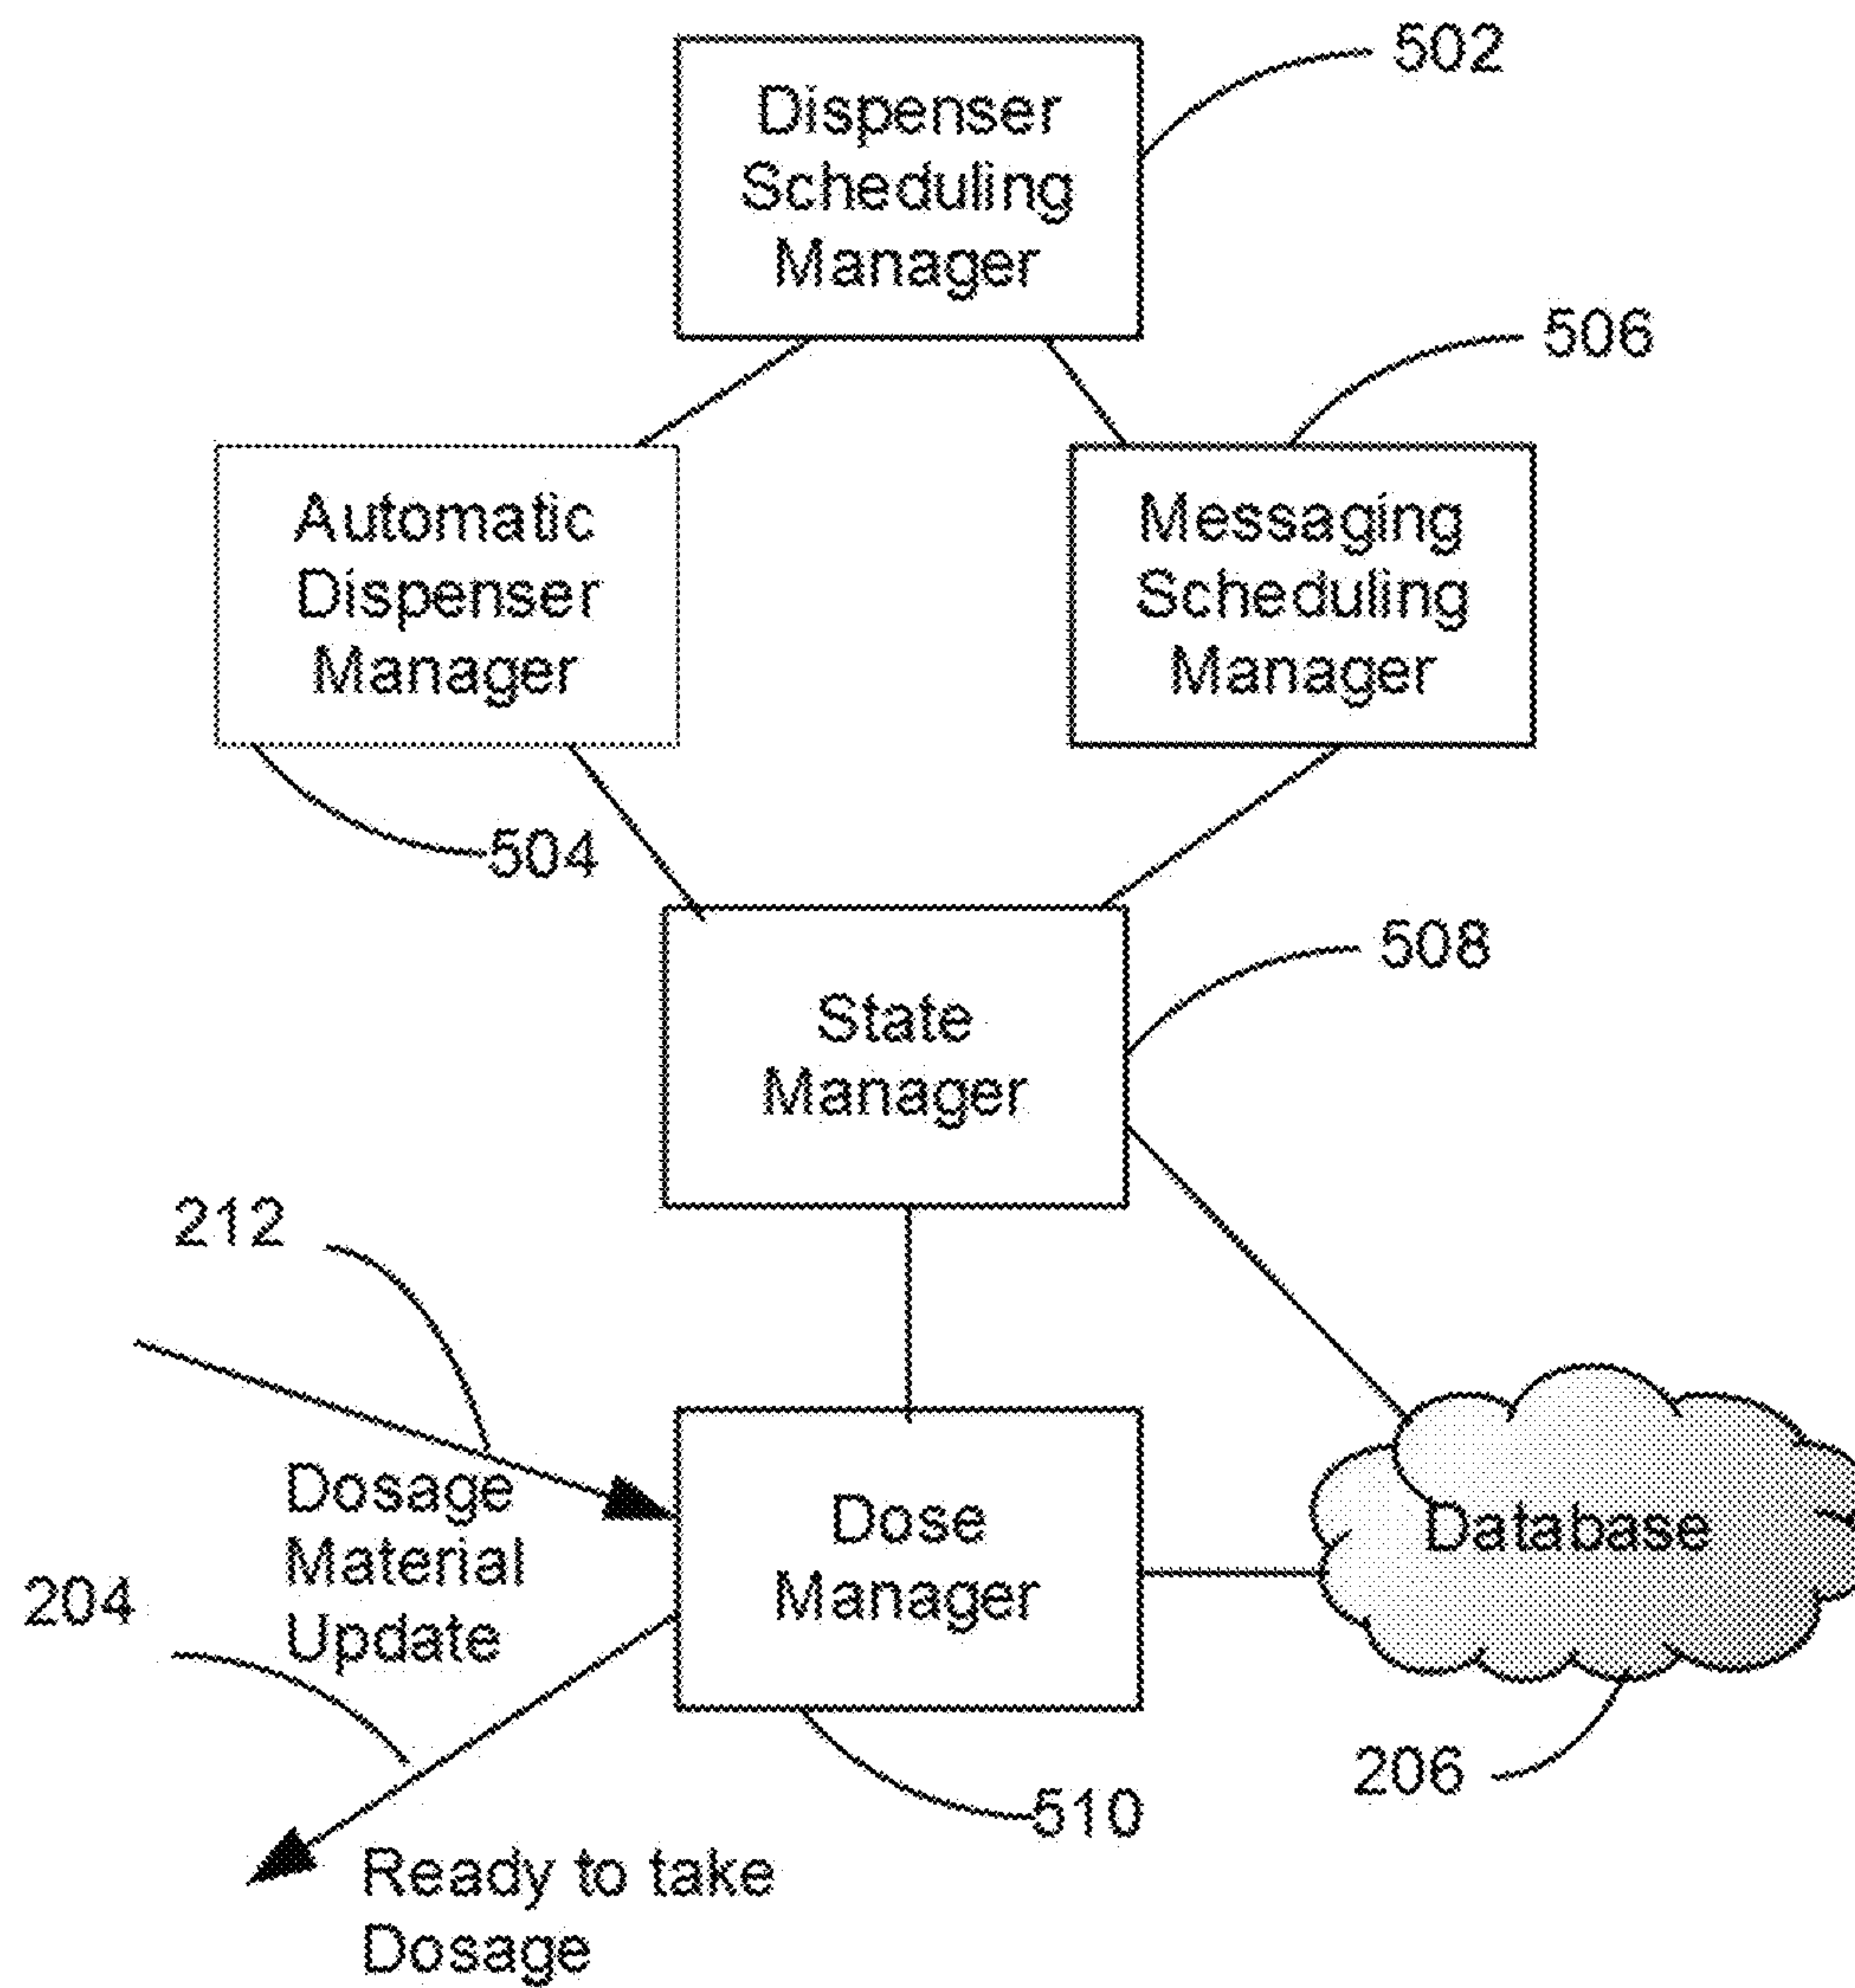 502
Dispenser
Scheduling
Manager
506
Automatic
Dispenser
Manager
Messaging
Scheduling
Manager
504
508
State
Manager
212
Dosage
Material
Update
Dose
Manager
Database
204
206
510
Ready to take
Dosage